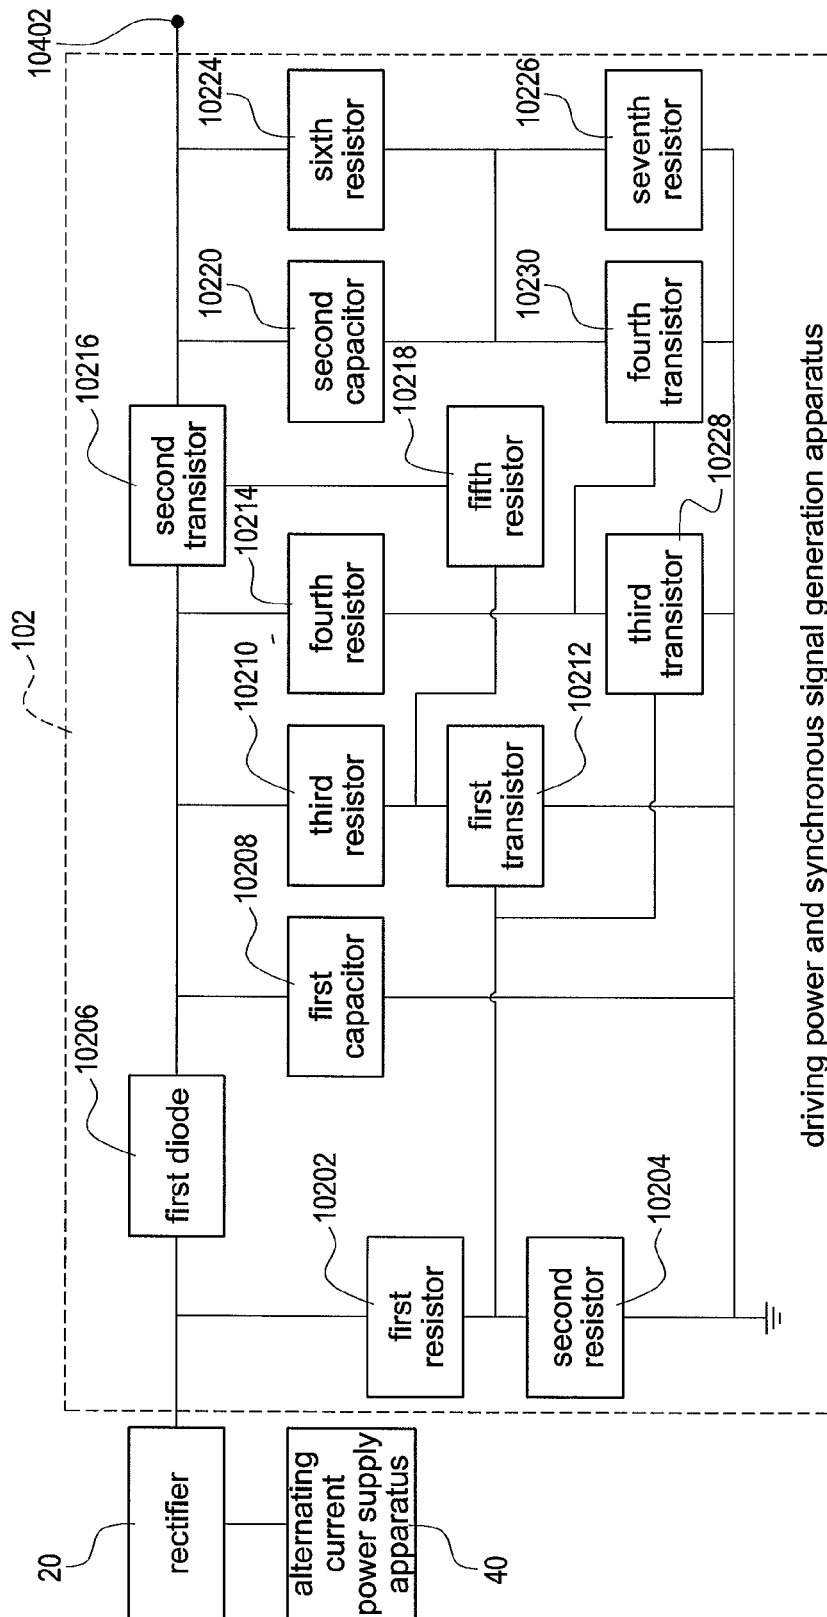 102
10402
10216
second
transistor
10206
first diode
20
rectifier
alternating
current
power supply
apparatus
40
10208
first
capacitor
10210
third
resistor
10214
fourth
resistor
10220
second
capacitor
10224
sixth
resistor
10202
first
resistor
10212
first
transistor
10218
fifth
resistor
10204
second
resistor
10228
third
transistor
10230
fourth
transistor
10226
seventh
resistor
driving power and synchronous signal generation apparatus